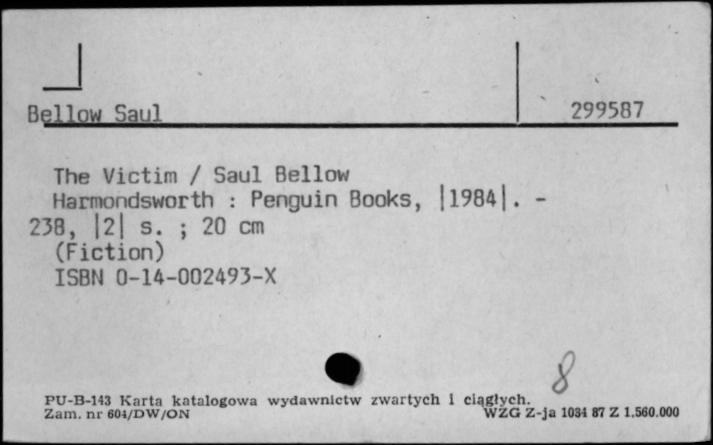 Bellow Saul 299587
The Victim / Saul Bellow
Harmondsworth : Penguin Books, |1984|. -
238, |2| s. ; 20 cm
(Fiction)
ISBN 0-14-002493-X
8
PU-B-143 Karta katalogowa wydawnictw zwartych i ciągłych.
Zam. nr 604/DW/ON WZG Z-ja 1034 87 Z 1.560.000